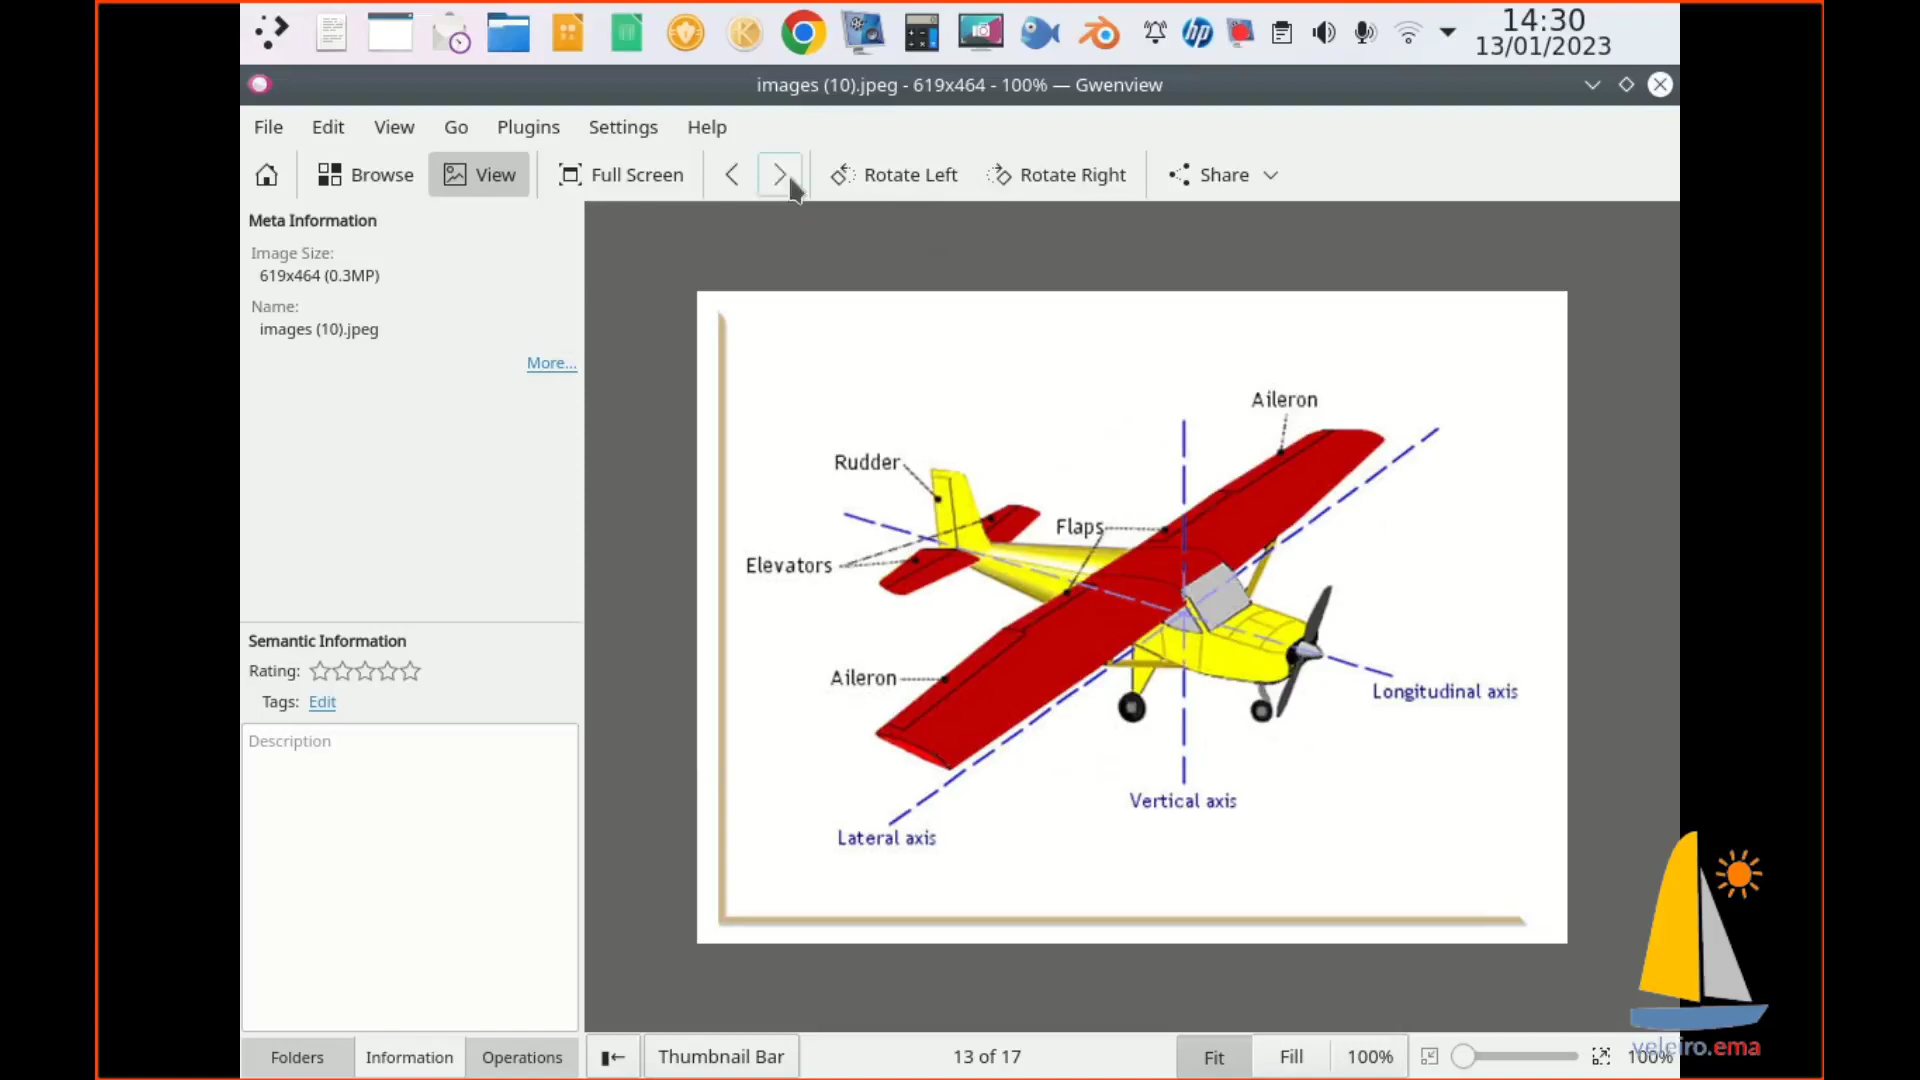 14:30
13/01/2023
images (10).jpeg - 619x464 - 100% — Gwenview
File Edit View Go Plugins Settings Help
Browse View Full Screen Rotate Left Rotate Right Share
Meta Information
Image Size:
619x464 (0.3MP)
Name:
images (10).jpeg
More...
Aileron
Rudder
Flaps
Elevators
Semantic Information
Rating:
Aileron
Longitudinal axis
Tags: Edit
Description
Vertical axis
Lateral axis
Folders Information Operations Thumbnail Bar 13 of 17 Fit Fill 100% 100%
veleiro.ema